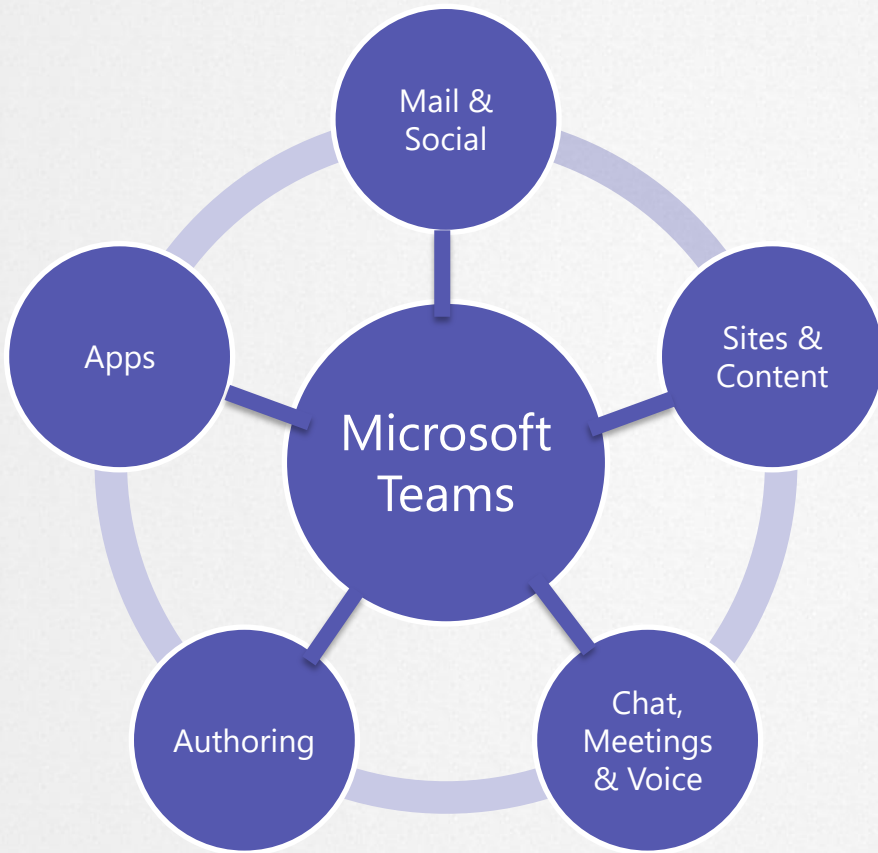 Mail &
Social
Apps
Sites &
Content
Microsoft
Teams
Authoring
Chat,
Meetings
& Voice